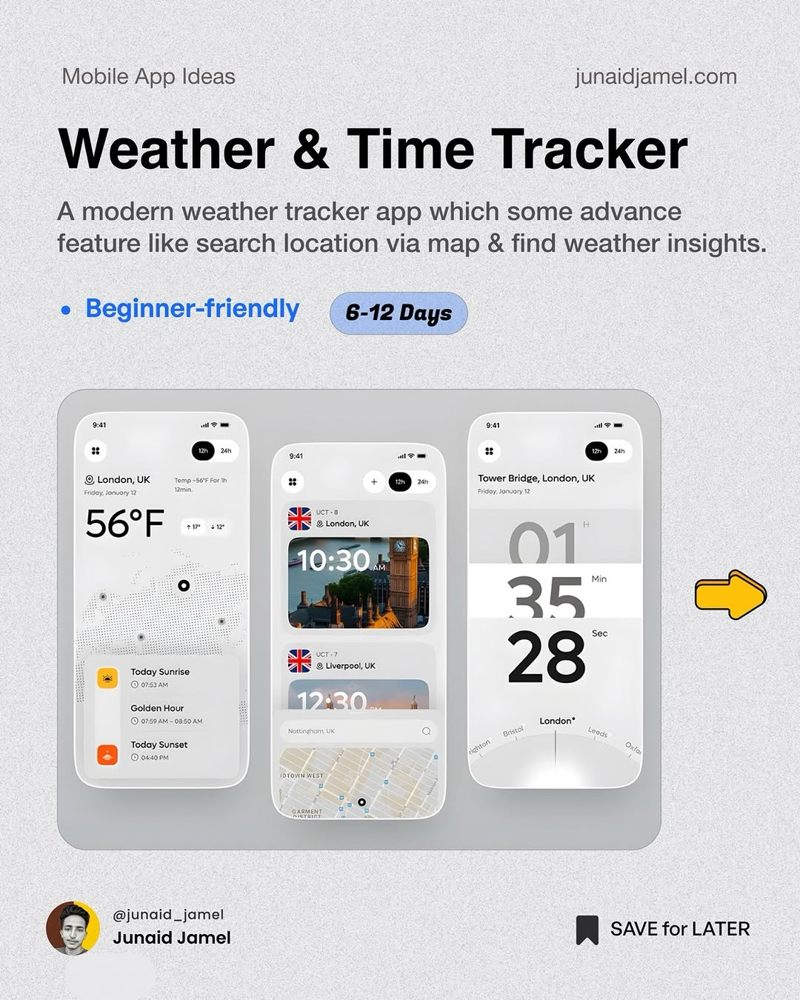 Mobile App Ideas
junaidjamel.com
Weather & Time Tracker
A modern weather tracker app which some advance
feature like search location via map & find weather insights.
• Beginner-friendly
6-12 Days
9:41
12h 24h
London, UK
Friday, January 12
Temp ~56°F For 1h
12min.
56°F
↑ 17° ↓ 12°
Today Sunrise
07:53 AM
Golden Hour
07:59 AM – 08:50 AM
Today Sunset
04:40 PM
9:41
+ 12h 24h
UCT - 8
London, UK
10:30 AM
UCT - 7
Liverpool, UK
12:30 PM
Nottingham, UK
IDTOWN WEST
GARMENT
DISTRICT
9:41
12h 24h
Tower Bridge, London, UK
Friday, January 12
01 H
35 Min
28 Sec
London*
righton Bristol Leeds Oxfo
@junaid_jamel
Junaid Jamel
SAVE for LATER